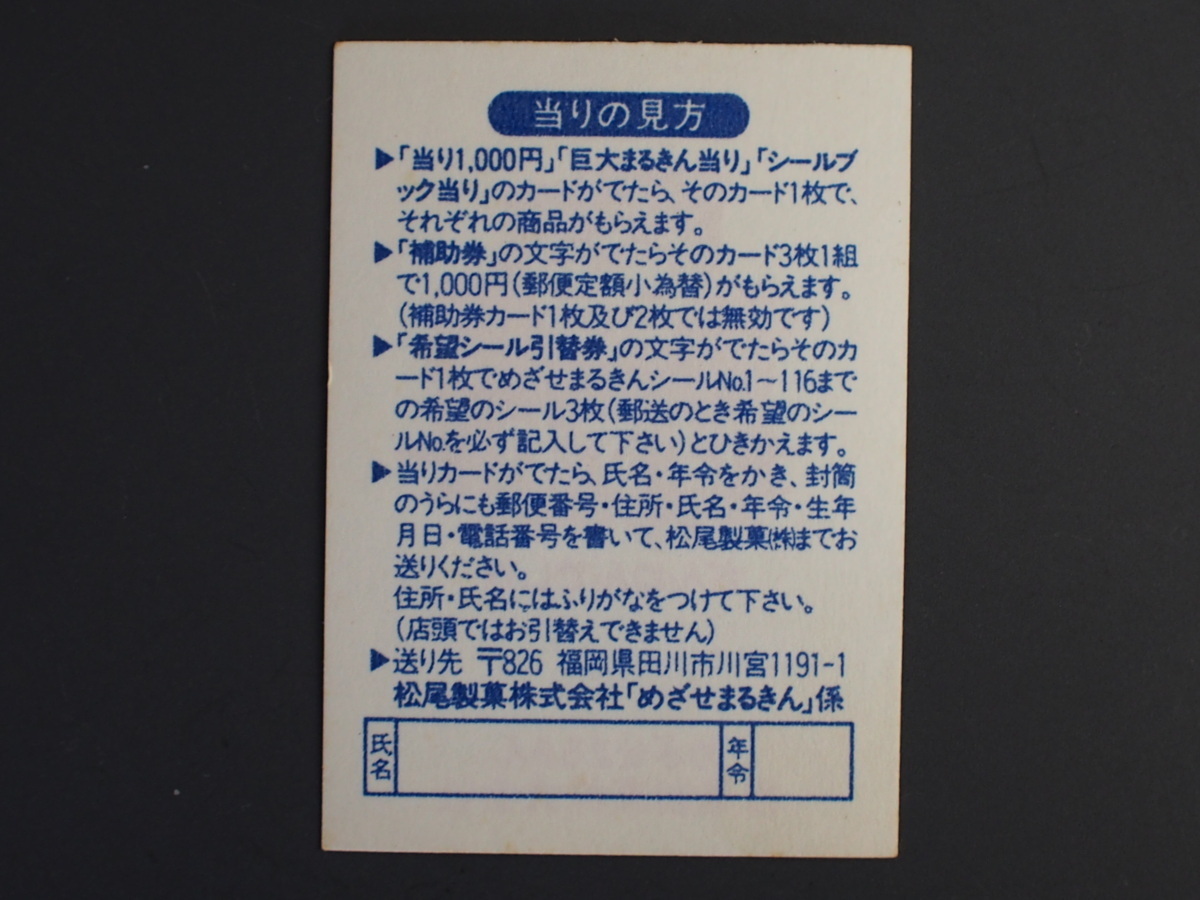 当りの見方
▶「当り1,000円」「巨大まるきん当り」「シールブ
ック当り」のカードがでたら、そのカード1枚で、
それぞれの商品がもらえます。
▶「補助券」の文字がでたらそのカード3枚1組
で1,000円(郵便定額小為替)がもらえます。
(補助券カード1枚及び2枚では無効です)
▶「希望シール引替券」の文字がでたらそのカ
ード1枚でめざせまるきんシールNo.1〜116まで
の希望のシール3枚(郵送のとき希望のシー
ルNo.を必ず記入して下さい)とひきかえます。
▶当りカードがでたら、氏名・年令をかき、封筒
のうらにも郵便番号・住所・氏名・年令・生年
月日・電話番号を書いて、松尾製菓㈱までお
送りください。
住所・氏名にはふりがなをつけて下さい。
(店頭ではお引替えできません)
▶送り先 〒826 福岡県田川市川宮1191-1
松尾製菓株式会社「めざせまるきん」係
氏名 年令